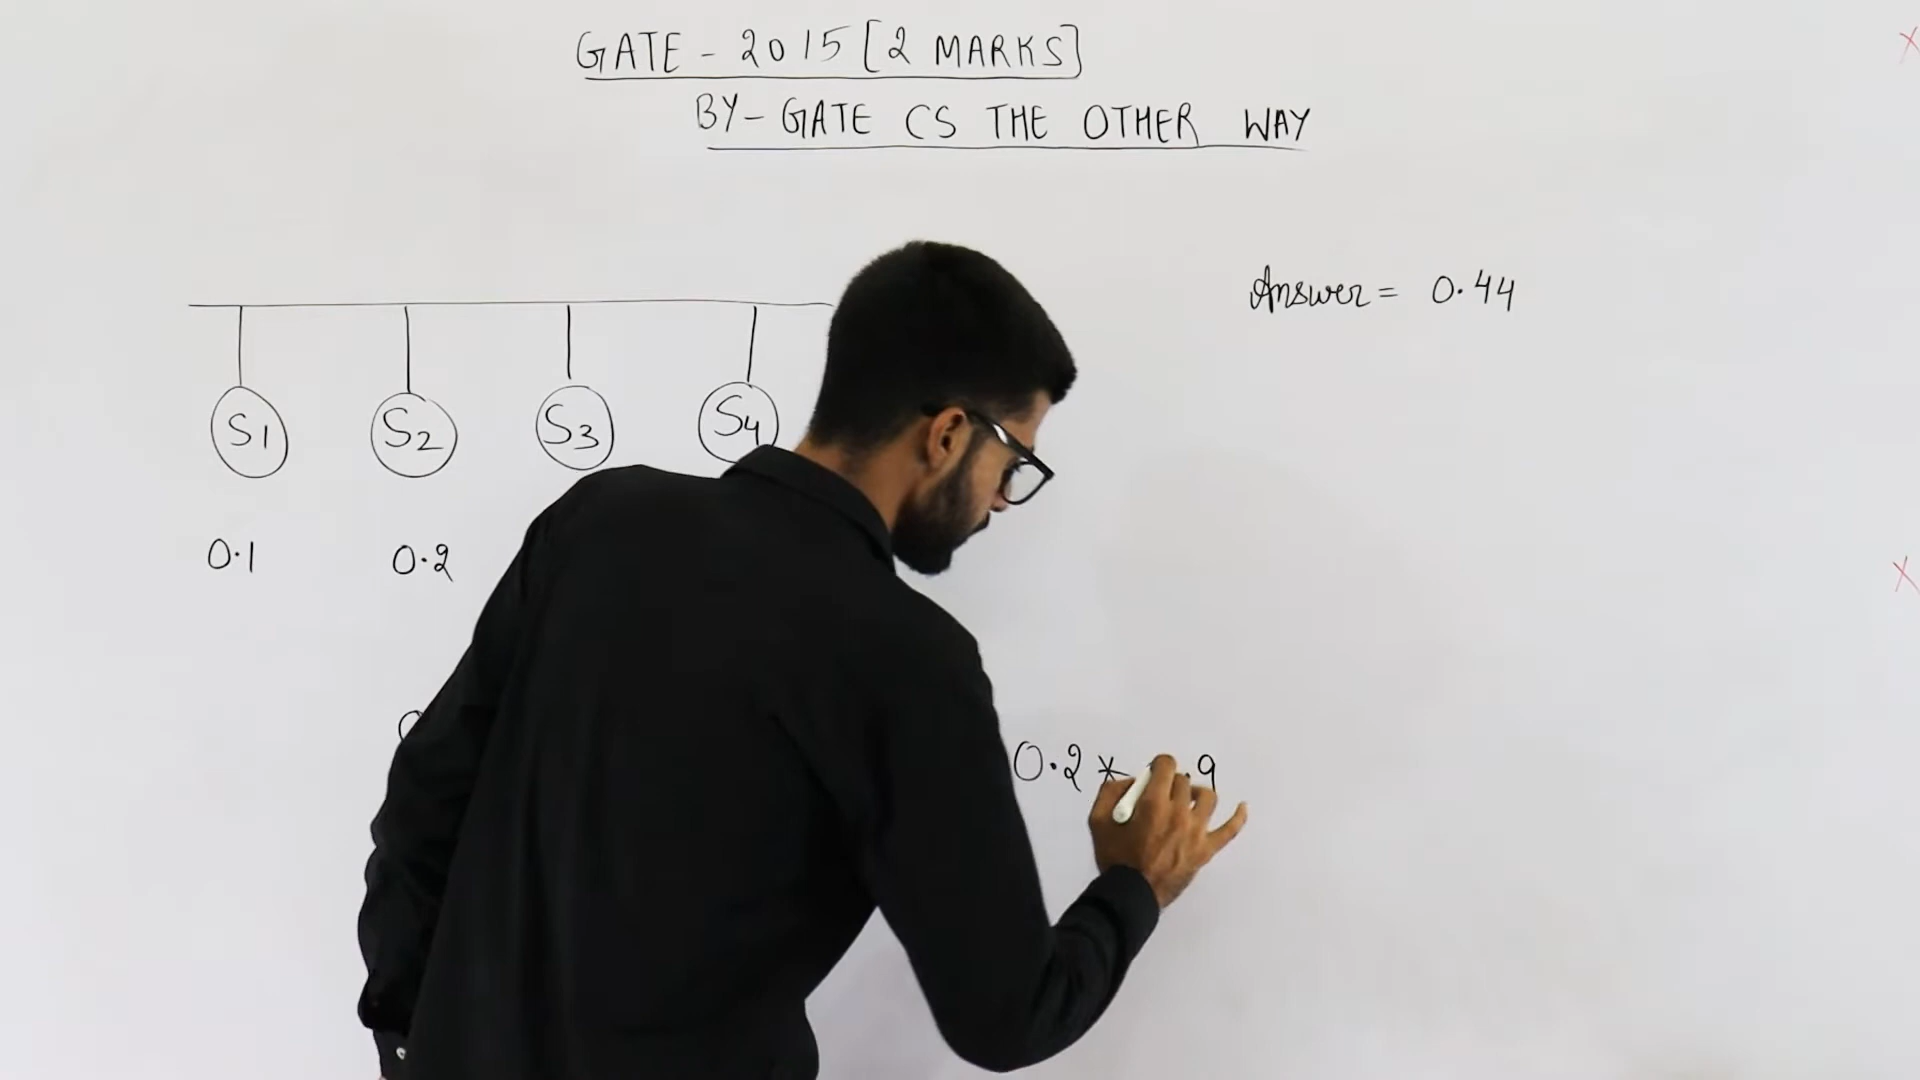 GATE - 2015 [2 MARKS]
BY - GATE CS THE OTHER WAY
Answer = 0.44
S1 S2 S3 S4
0.1 0.2
0.2 * .9